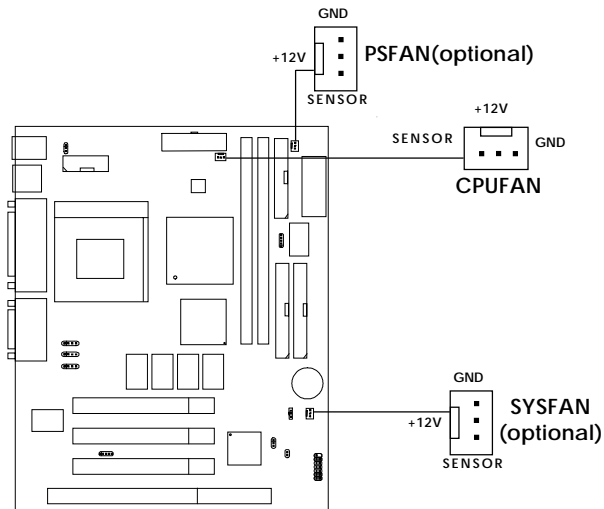 GND
PSFAN(optional)
+12V
SENSOR
+12V
SENSOR
GND
CPUFAN
GND
SYSFAN
+12V
(optional)
SENSOR